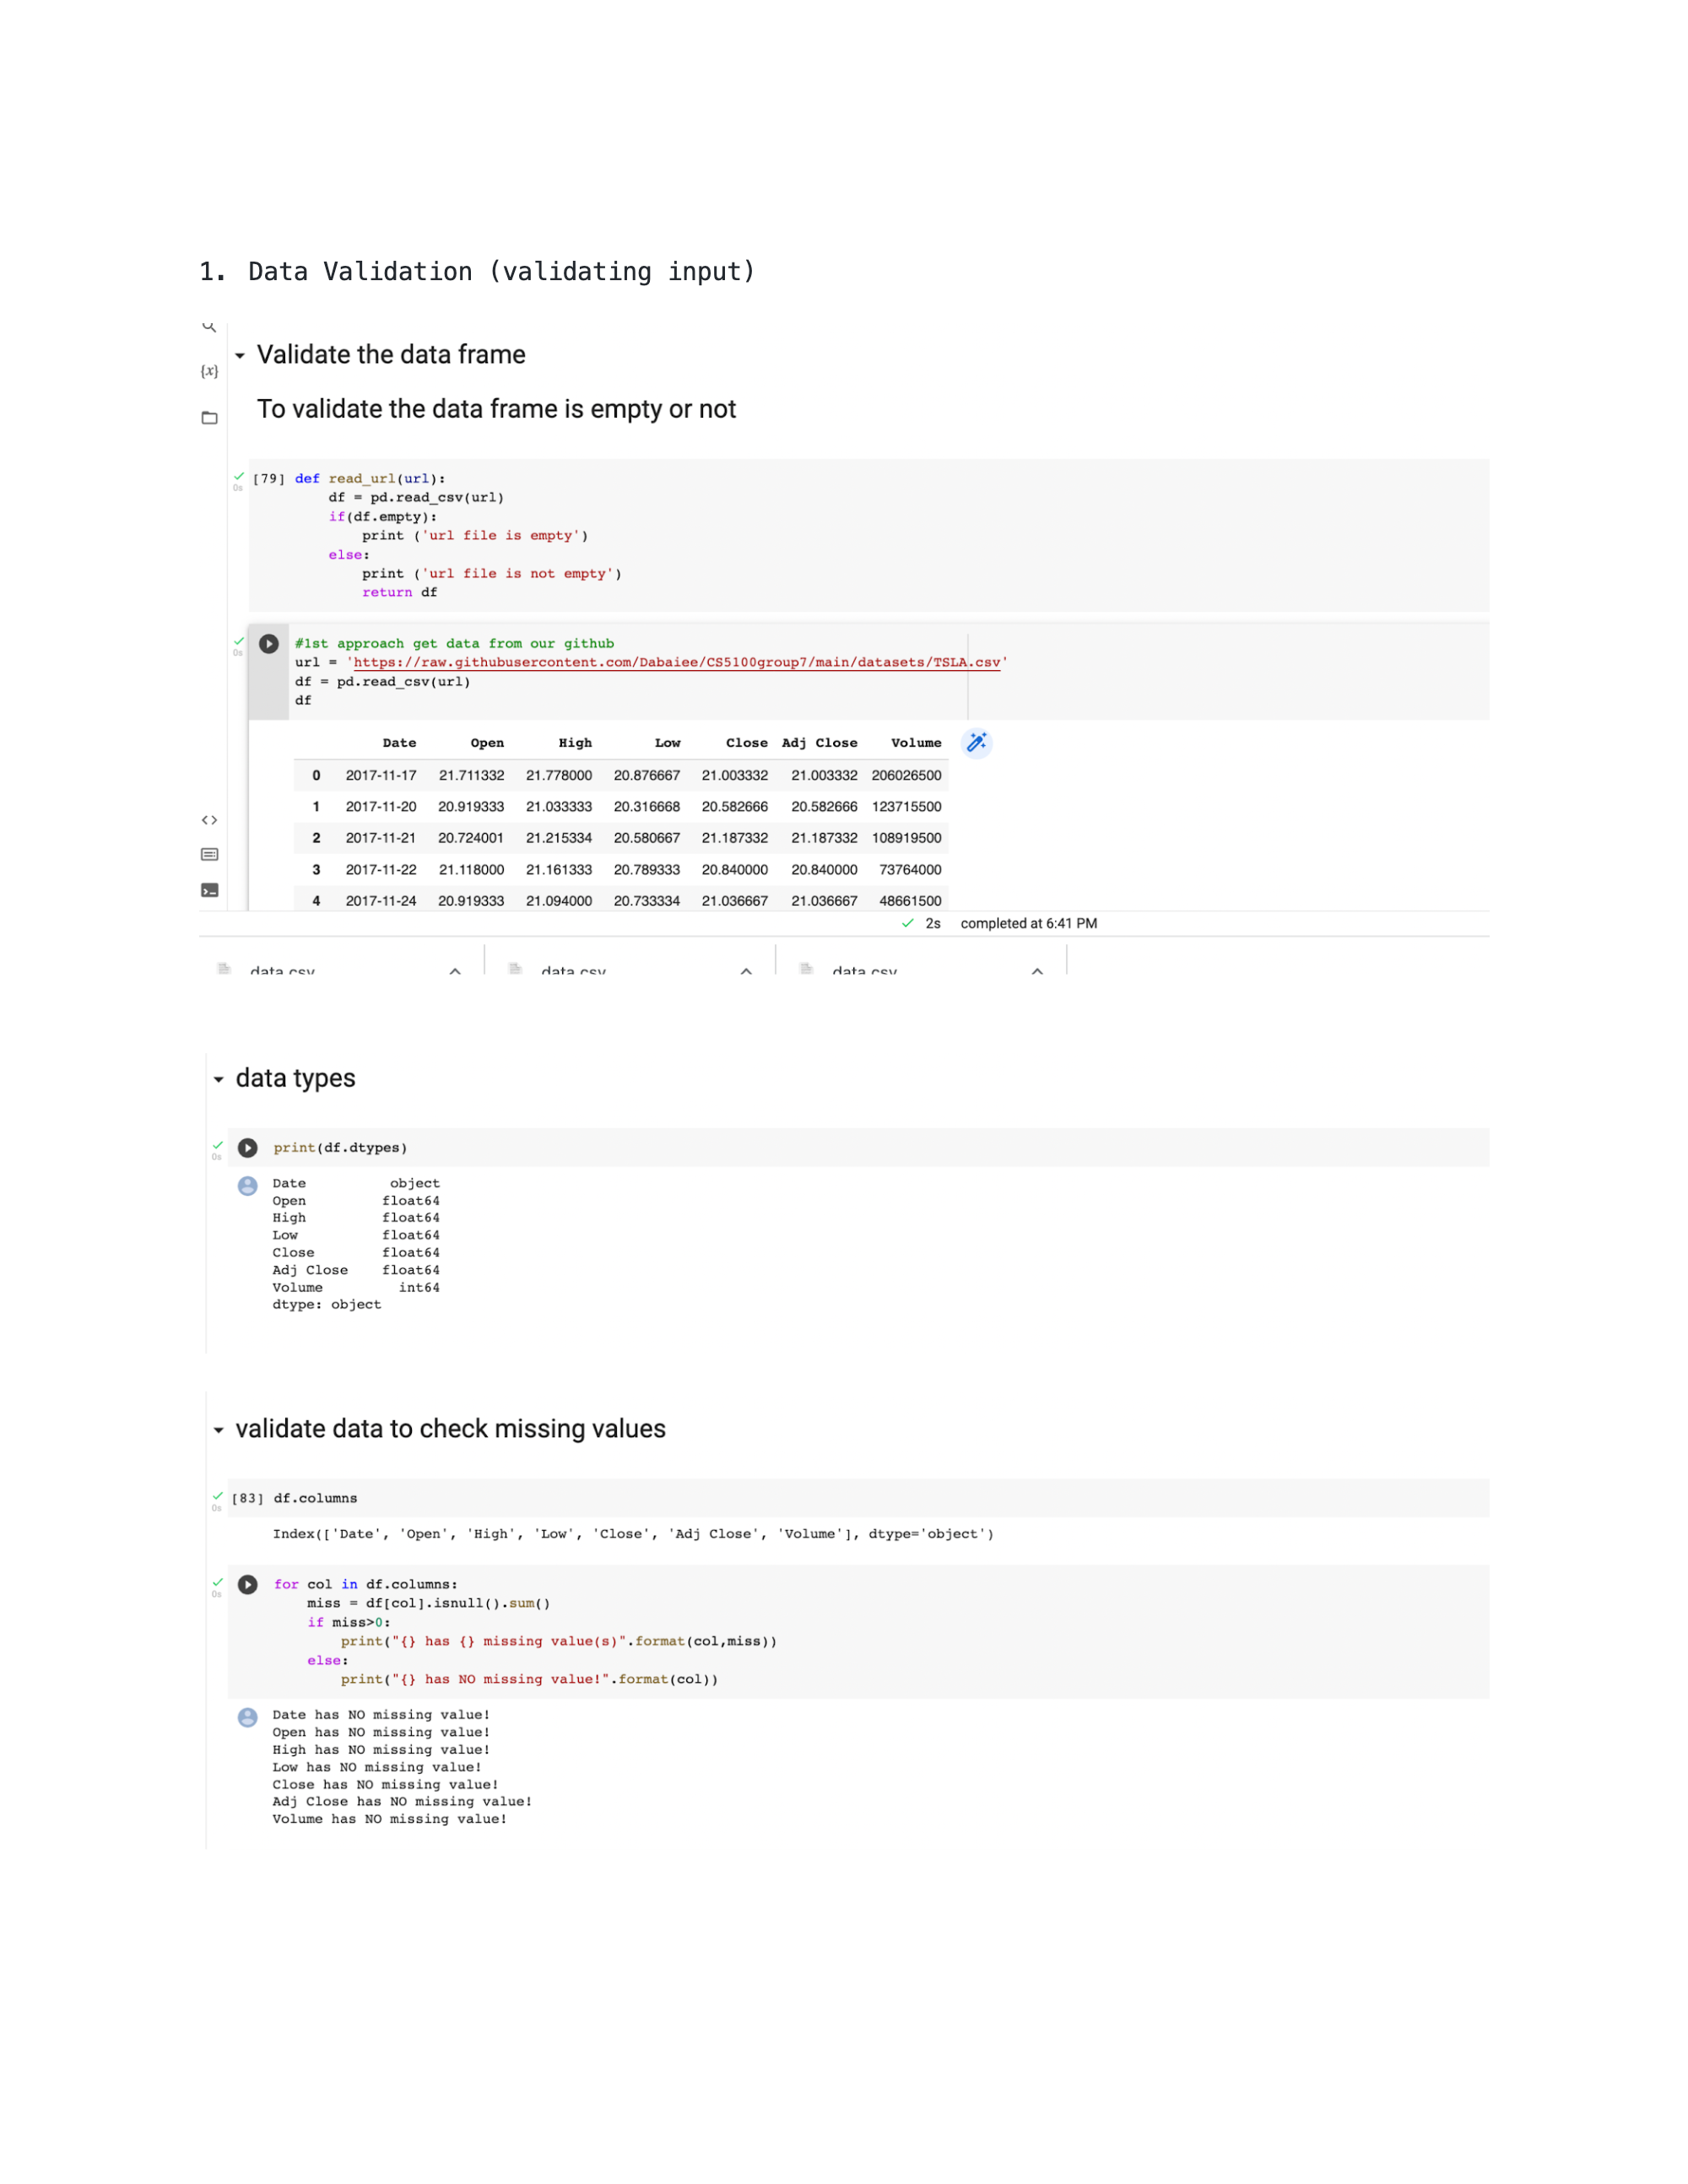 1. Data Validation (validating input)
Validate the data frame
{x}
To validate the data frame is empty or not
[79] def read_url(url):
0s
df = pd.read_csv(url)
if(df.empty):
print ('url file is empty')
else:
print ('url file is not empty')
return df
#1st approach get data from our github
0s
url = 'https://raw.githubusercontent.com/Dabaiee/CS5100group7/main/datasets/TSLA.csv'
df = pd.read_csv(url)
df
Date Open High Low Close Adj Close Volume
0 2017-11-17 21.711332 21.778000 20.876667 21.003332 21.003332 206026500
1 2017-11-20 20.919333 21.033333 20.316668 20.582666 20.582666 123715500
2 2017-11-21 20.724001 21.215334 20.580667 21.187332 21.187332 108919500
3 2017-11-22 21.118000 21.161333 20.789333 20.840000 20.840000 73764000
4 2017-11-24 20.919333 21.094000 20.733334 21.036667 21.036667 48661500
2s completed at 6:41 PM
data.csv data.csv data.csv
data types
print(df.dtypes)
0s
Date object
Open float64
High float64
Low float64
Close float64
Adj Close float64
Volume int64
dtype: object
validate data to check missing values
[83] df.columns
0s
Index(['Date', 'Open', 'High', 'Low', 'Close', 'Adj Close', 'Volume'], dtype='object')
for col in df.columns:
0s
miss = df[col].isnull().sum()
if miss>0:
print("{} has {} missing value(s)".format(col,miss))
else:
print("{} has NO missing value!".format(col))
Date has NO missing value!
Open has NO missing value!
High has NO missing value!
Low has NO missing value!
Close has NO missing value!
Adj Close has NO missing value!
Volume has NO missing value!